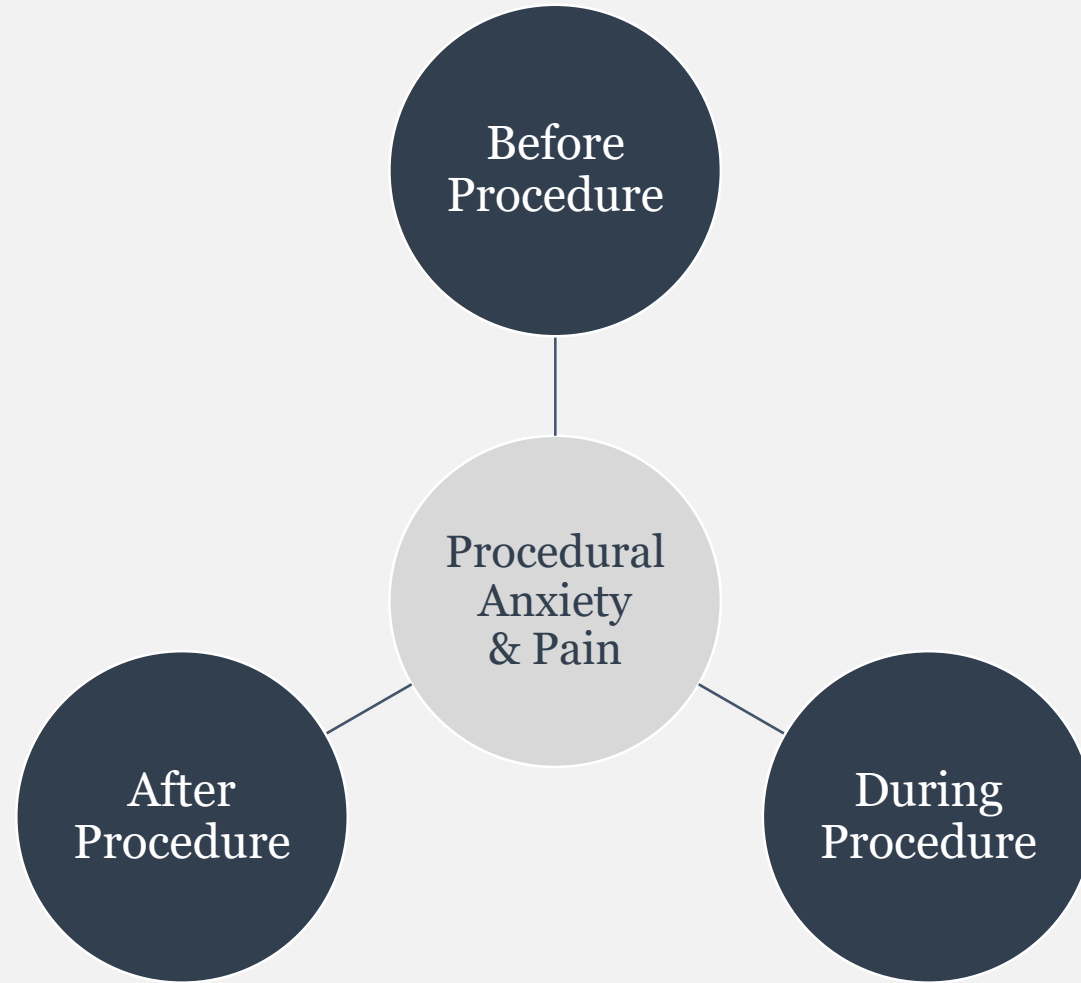 Before
Procedure
Procedural
Anxiety
& Pain
After
Procedure
During
Procedure